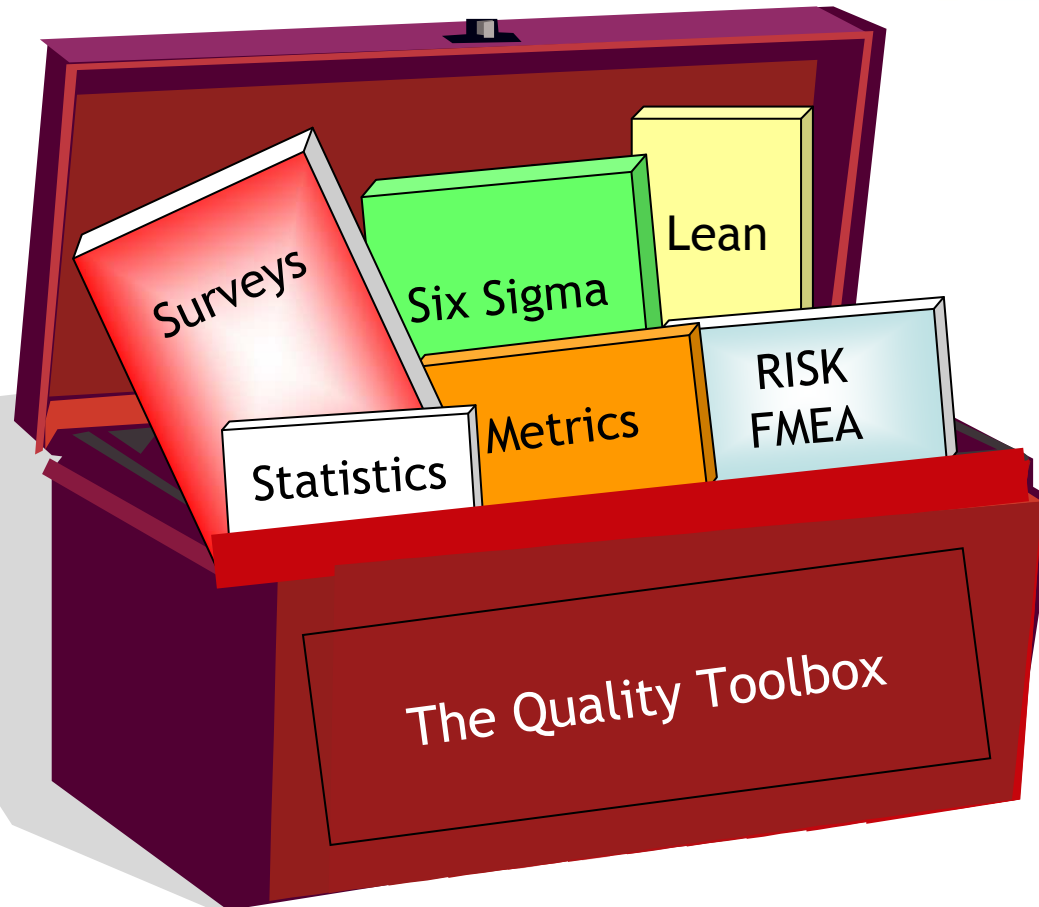 Lean
Surveys
Six Sigma
RISK
FMEA
Metrics
Statistics
The Quality Toolbox